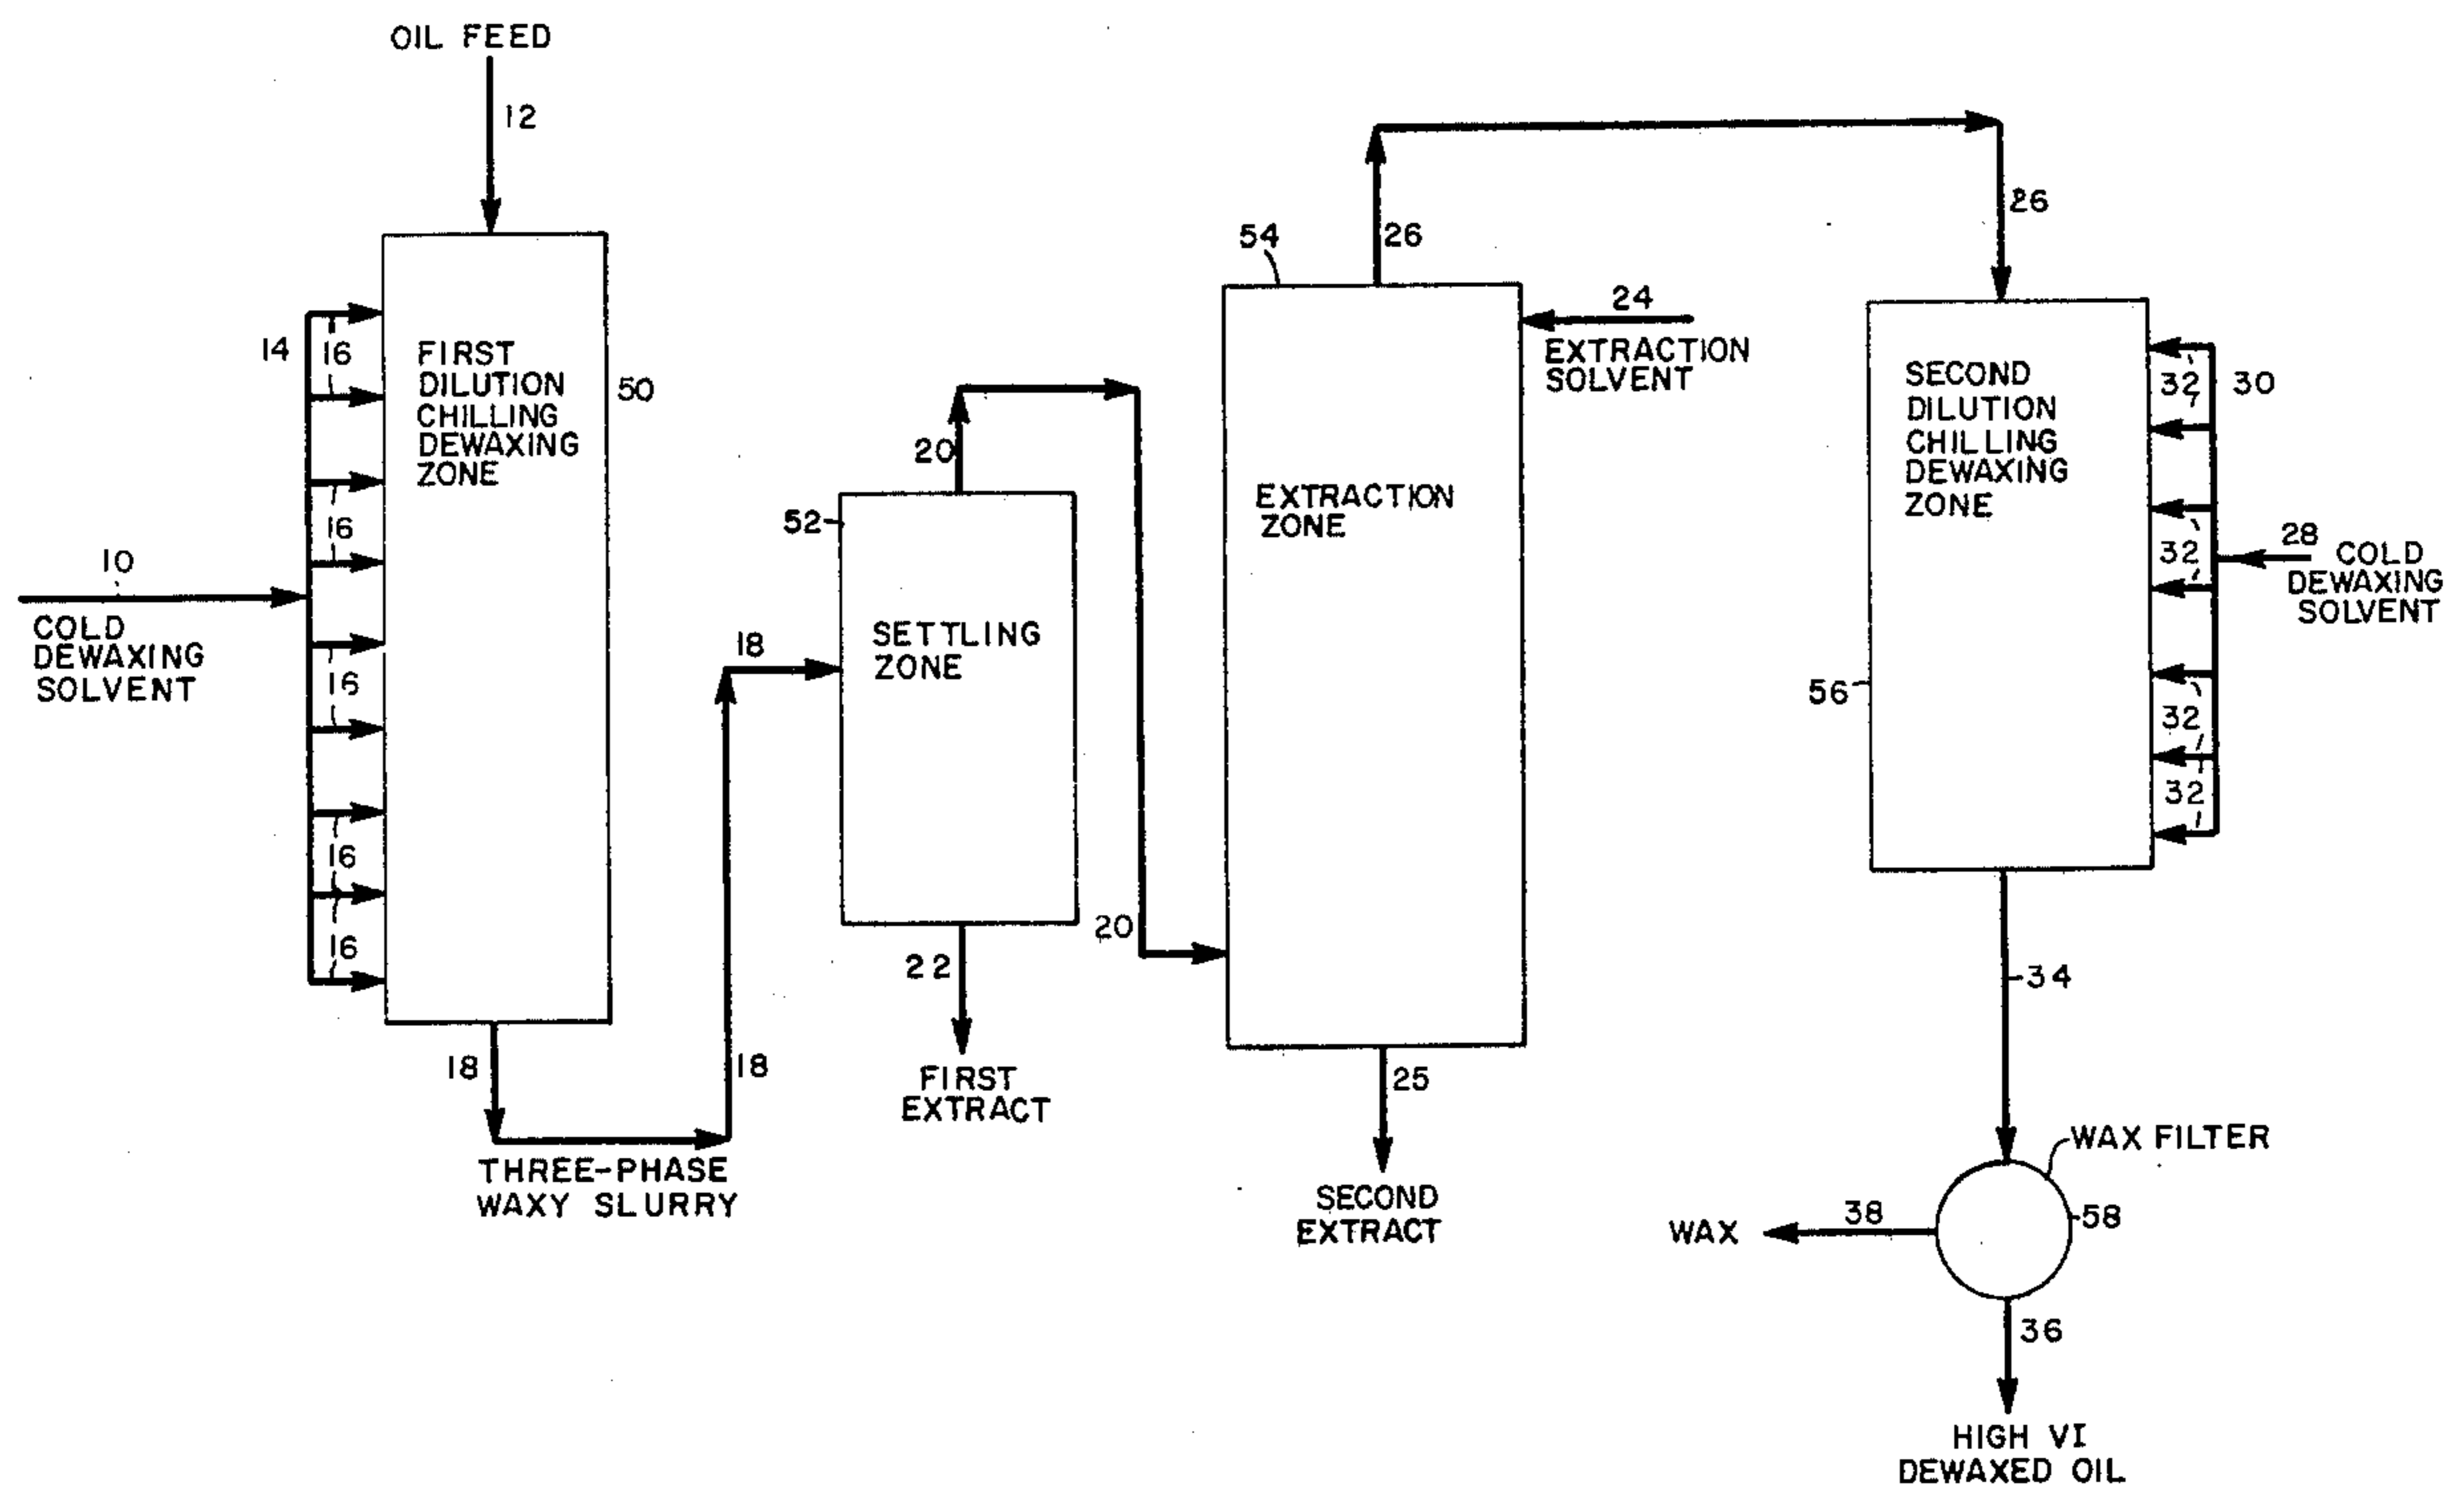 OIL FEED
12
14
16
16
16
16
16
FIRST
DILUTION
CHILLING
DEWAXING
ZONE
50
10
COLD
DEWAXING
SOLVENT
18
18
18
THREE-PHASE
WAXY SLURRY
52
SETTLING
ZONE
20
20
22
FIRST
EXTRACT
54
EXTRACTION
ZONE
26
24
EXTRACTION
SOLVENT
25
SECOND
EXTRACT
26
SECOND
DILUTION
CHILLING
DEWAXING
ZONE
56
32
32
32
32
30
28
COLD
DEWAXING
SOLVENT
34
WAX FILTER
58
38
WAX
36
HIGH VI
DEWAXED OIL